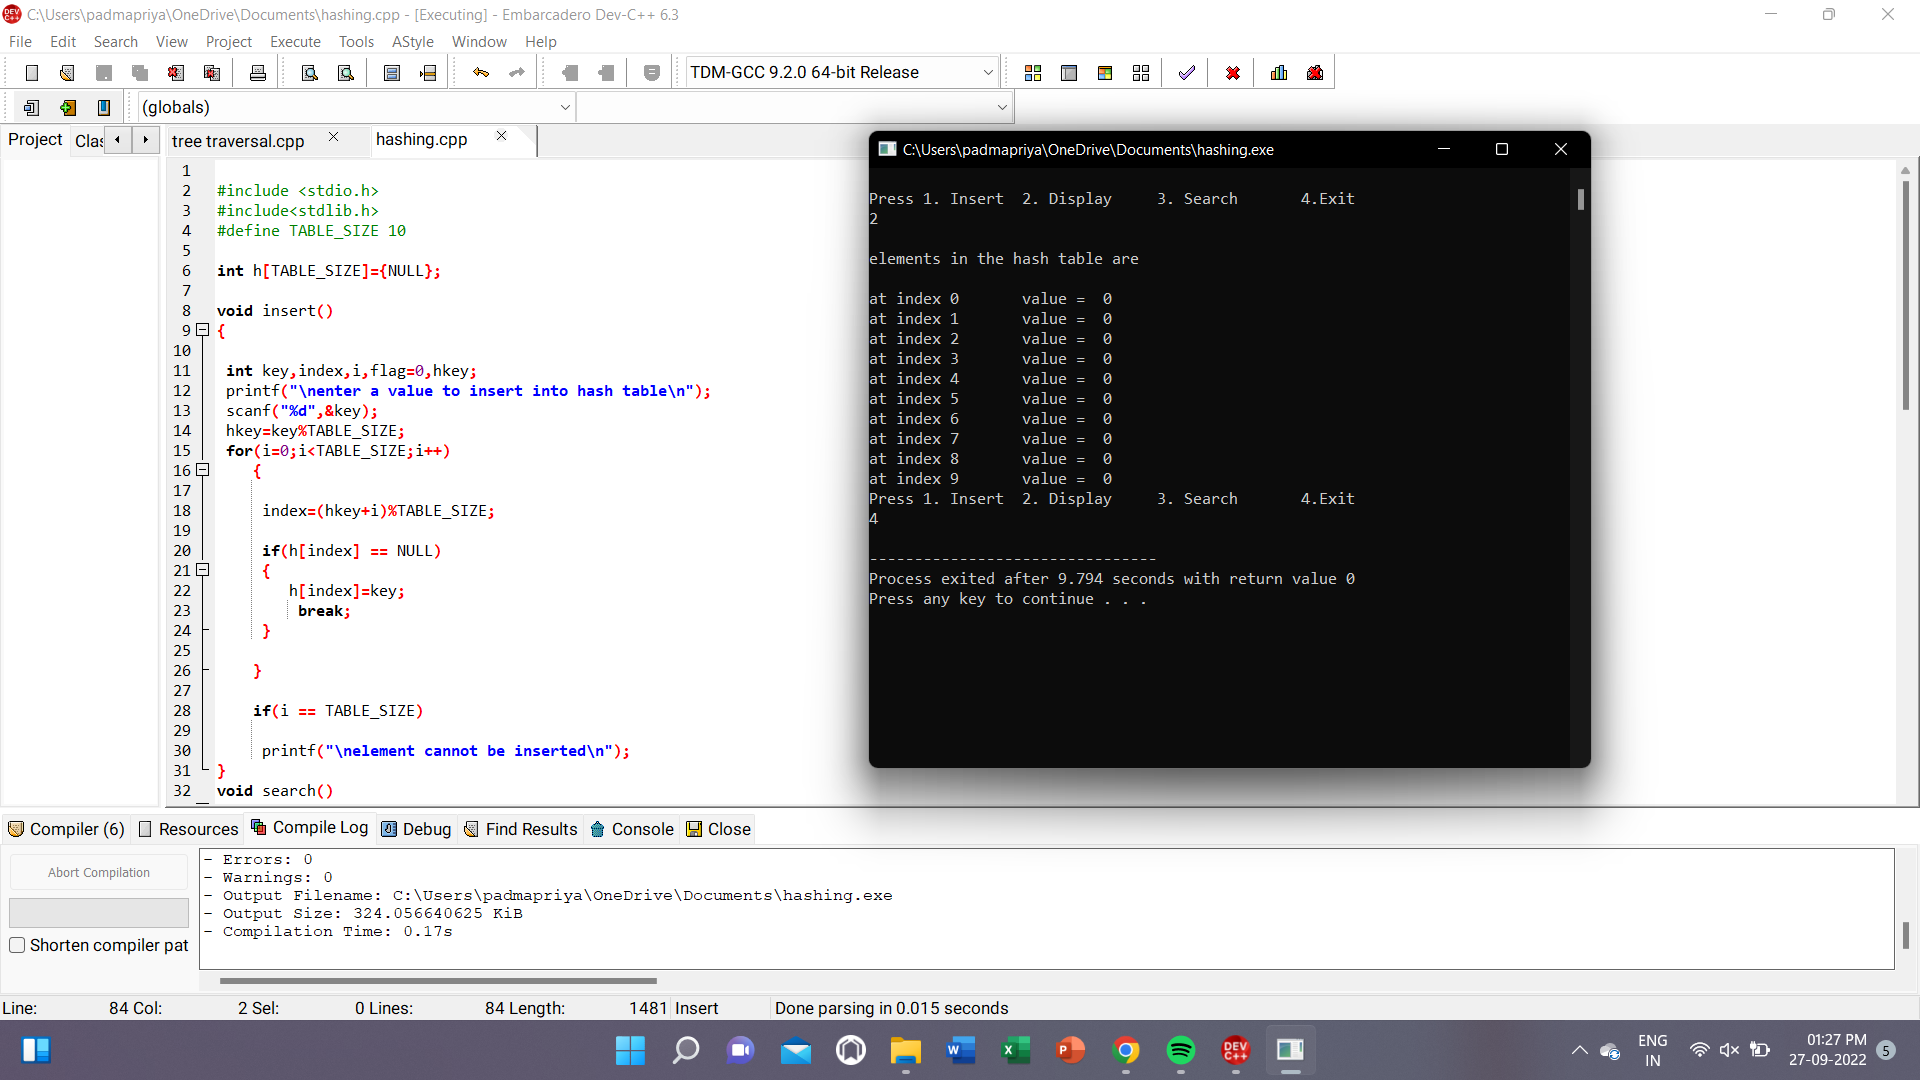 C:\Users\padmapriya\OneDrive\Documents\hashing.cpp - [Executing] - Embarcadero Dev-C++ 6.3
File Edit Search View Project Execute Tools AStyle Window Help
TDM-GCC 9.2.0 64-bit Release
(globals)
Project Clas
tree traversal.cpp hashing.cpp
1
2 #include <stdio.h>
3 #include<stdlib.h>
4 #define TABLE_SIZE 10
5
6 int h[TABLE_SIZE]={NULL};
7
8 void insert()
9 {
10
11 int key,index,i,flag=0,hkey;
12 printf("\nenter a value to insert into hash table\n");
13 scanf("%d",&key);
14 hkey=key%TABLE_SIZE;
15 for(i=0;i<TABLE_SIZE;i++)
16 {
17
18 index=(hkey+i)%TABLE_SIZE;
19
20 if(h[index] == NULL)
21 {
22 h[index]=key;
23 break;
24 }
25
26 }
27
28 if(i == TABLE_SIZE)
29
30 printf("\nelement cannot be inserted\n");
31 }
32 void search()
C:\Users\padmapriya\OneDrive\Documents\hashing.exe
Press 1. Insert 2. Display 3. Search 4.Exit
2
elements in the hash table are
at index 0 value = 0
at index 1 value = 0
at index 2 value = 0
at index 3 value = 0
at index 4 value = 0
at index 5 value = 0
at index 6 value = 0
at index 7 value = 0
at index 8 value = 0
at index 9 value = 0
Press 1. Insert 2. Display 3. Search 4.Exit
4
--------------------------------
Process exited after 9.794 seconds with return value 0
Press any key to continue . . .
Compiler (6) Resources Compile Log Debug Find Results Console Close
Abort Compilation
Shorten compiler pat
- Errors: 0
- Warnings: 0
- Output Filename: C:\Users\padmapriya\OneDrive\Documents\hashing.exe
- Output Size: 324.056640625 KiB
- Compilation Time: 0.17s
Line: 84 Col: 2 Sel: 0 Lines: 84 Length: 1481 Insert Done parsing in 0.015 seconds
DEV C++
ENG
IN
01:27 PM
27-09-2022
5